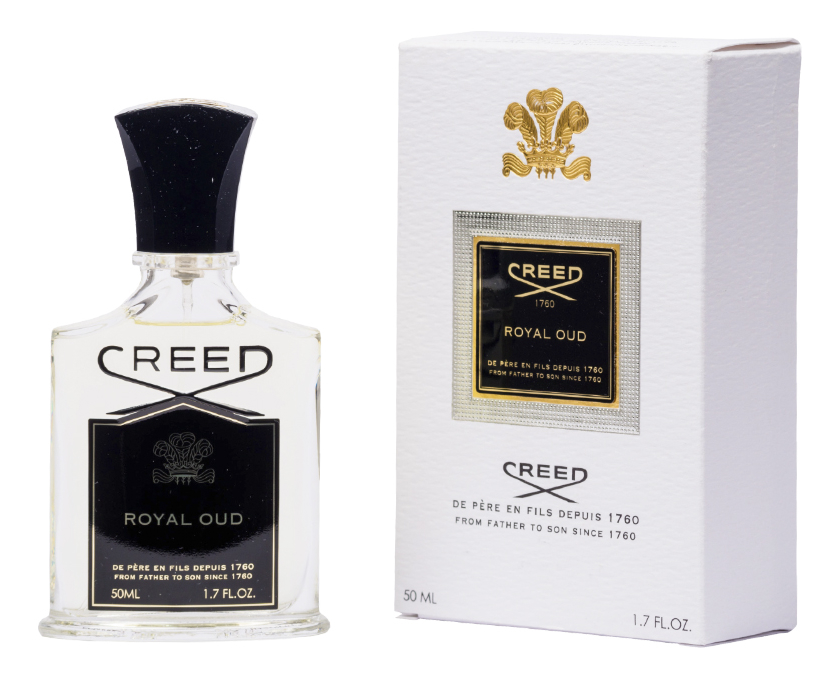 CREED
ROYAL OUD
DE PÈRE EN FILS DEPUIS 1760
FROM FATHER TO SON SINCE 1760
50ML 1.7 FL.OZ.
CREED
1760
ROYAL OUD
DE PÈRE EN FILS DEPUIS 1760
FROM FATHER TO SON SINCE 1760
CREED
DE PÈRE EN FILS DEPUIS 1760
FROM FATHER TO SON SINCE 1760
50 ML
1.7 FL.OZ.